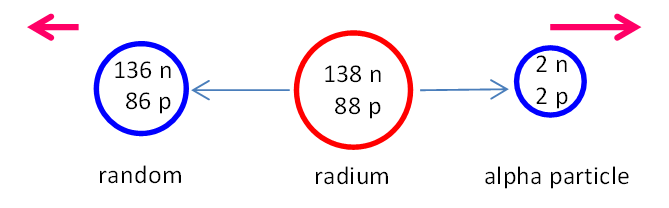 136 n
86 p
138 n
88 p
2 n
2 p
random
radium
alpha particle